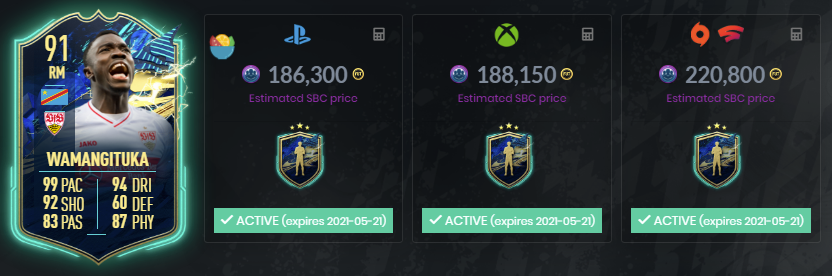 91
RM
WAMANGITUKA
99 PAC 94 DRI
92 SHO 60 DEF
83 PAS 87 PHY
186,300
Estimated SBC price
ACTIVE (expires 2021-05-21)
188,150
Estimated SBC price
ACTIVE (expires 2021-05-21)
220,800
Estimated SBC price
ACTIVE (expires 2021-05-21)